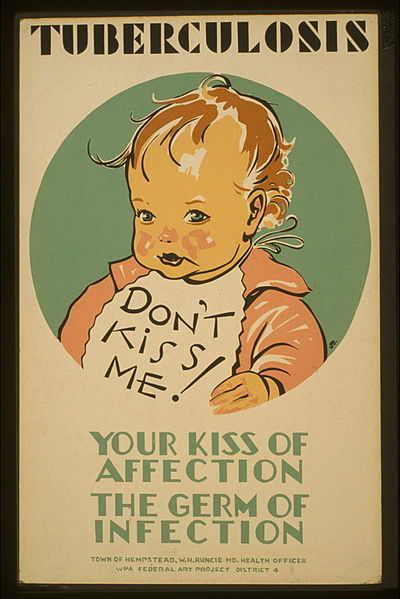 TUBERCULOSIS
DON'T
KISS
ME!
YOUR KISS OF
AFFECTION
THE GERM OF
INFECTION
TOWN OF HEMPSTEAD, W.H. RUNCIE MD. HEALTH OFFICER
WPA FEDERAL ART PROJECT DISTRICT 4